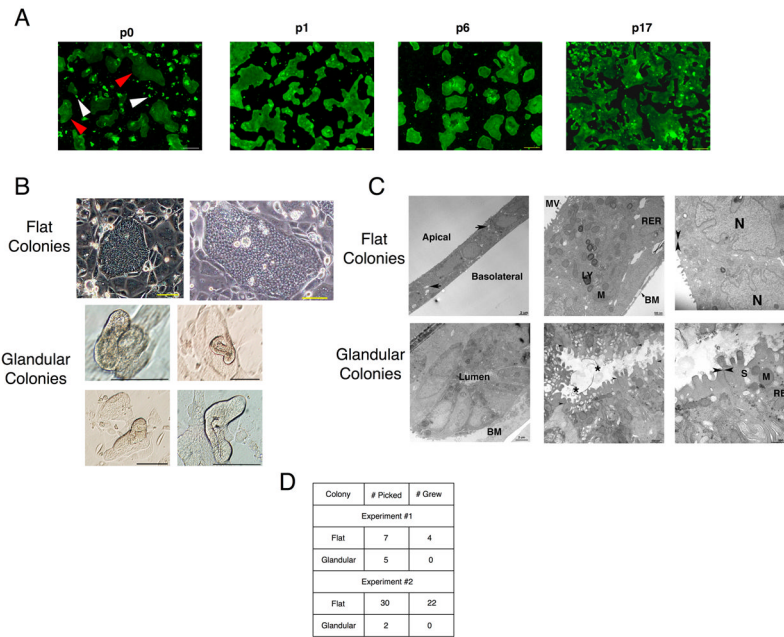 A
p0 p1 p6 p17
B
Flat
Colonies
Glandular
Colonies
C
Flat
Colonies
Apical
Basolateral
MV
RER
LY
M
BM
N
N
Glandular
Colonies
Lumen
BM
*
*
S
M
D
Colony # Picked # Grew
Experiment #1
Flat 7 4
Glandular 5 0
Experiment #2
Flat 30 22
Glandular 2 0